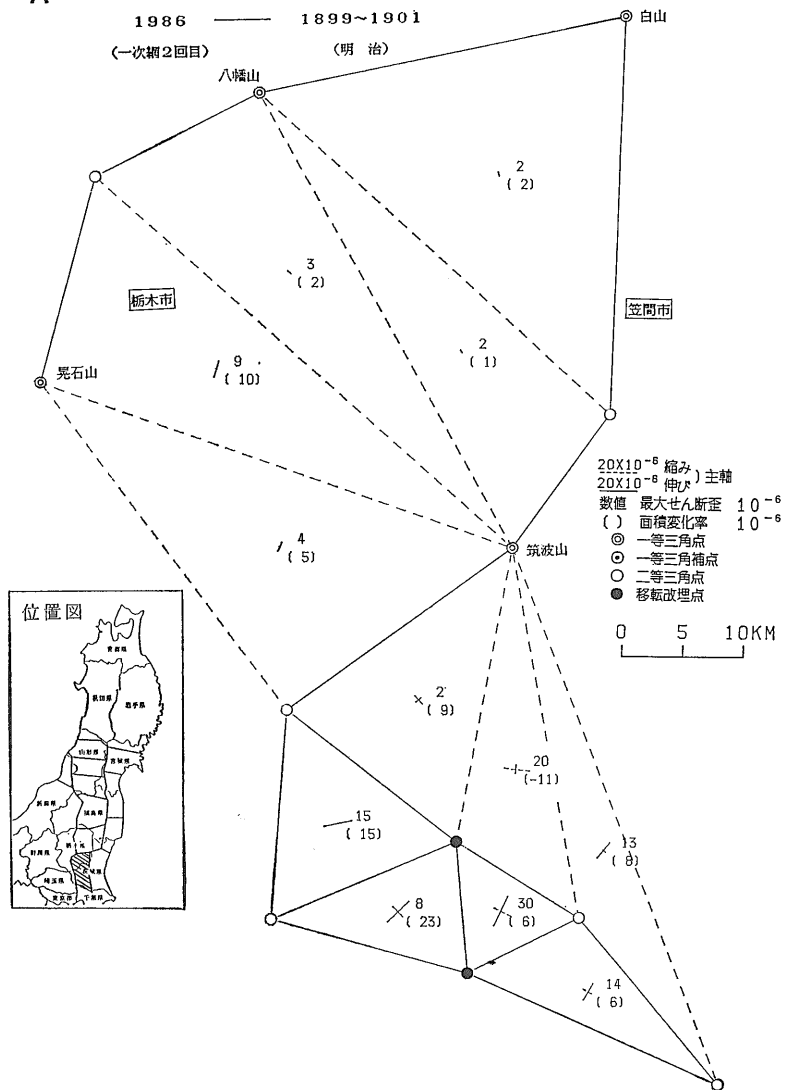 A
1986 —— 1899~1901
(一次網2回目) (明 治)
白山
八幡山
2
( 2)
3
( 2)
栃木市
笠間市
2
( 1)
晃石山
9
( 10)
20X10⁻⁶ 縮み
20X10⁻⁶ 伸び ) 主軸
数値 最大せん断歪 10⁻⁶
( ) 面積変化率 10⁻⁶
◎ 一等三角点
⊙ 一等三角補点
○ 二等三角点
● 移転改埋点
4
( 5)
筑波山
0 5 10KM
位置図
青森県
秋田県
岩手県
山形県
宮城県
新潟県
福島県
群馬県
栃木県
茨城県
埼玉県
東京都
千葉県
2
( 9)
20
(-11)
15
( 15)
13
( 8)
8
( 23)
30
( 6)
14
( 6)